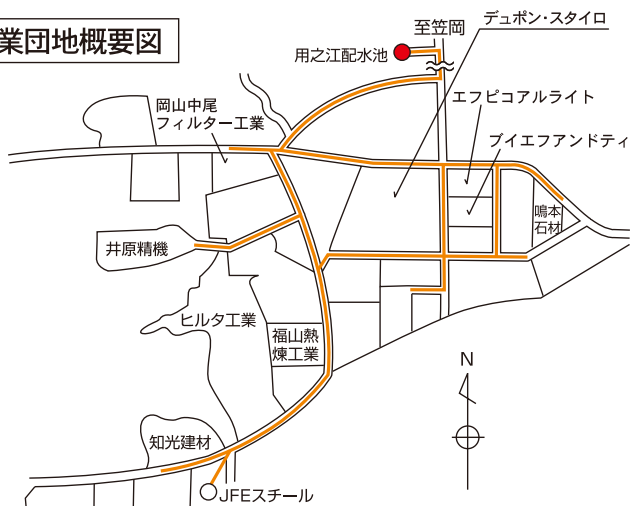 業団地概要図
至笠岡
デュポン・スタイロ
用之江配水池
エフピコアルライト
岡山中尾
フィルター工業
ブイエフアンドティ
鳴本
石材
井原精機
ヒルタ工業
福山熱
煉工業
N
知光建材
JFEスチール